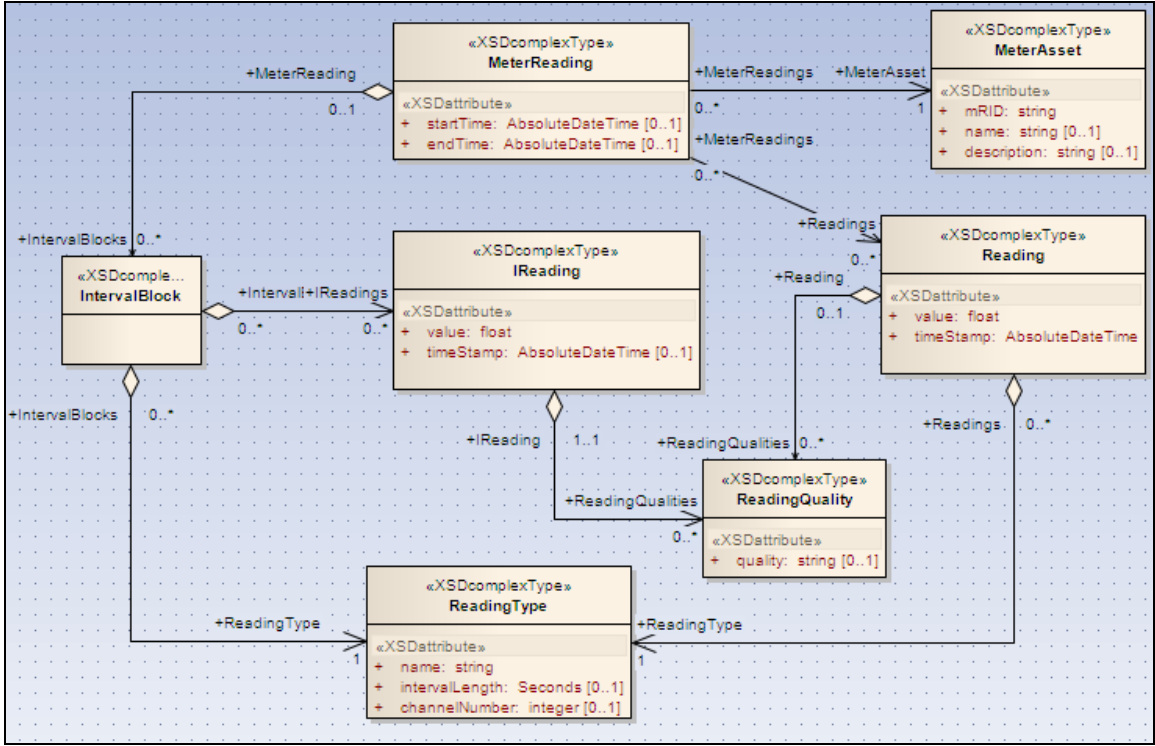 «XSDcomplexType»
MeterReading
«XSDattribute»
+ startTime: AbsoluteDateTime [0..1]
+ endTime: AbsoluteDateTime [0..1]
«XSDcomplexType»
MeterAsset
«XSDattribute»
+ mRID: string
+ name: string [0..1]
+ description: string [0..1]
+MeterReading
0..1
+MeterReadings
0..*
+MeterAsset
1
+MeterReadings
0..*
+Readings
0..*
+IntervalBlocks 0..*
«XSDcomple...
IntervalBlock
+Intervall+IReadings
0..*
0..*
«XSDcomplexType»
IReading
«XSDattribute»
+ value: float
+ timeStamp: AbsoluteDateTime [0..1]
«XSDcomplexType»
Reading
«XSDattribute»
+ value: float
+ timeStamp: AbsoluteDateTime
+Reading
0..1
+IntervalBlocks
0..*
+IReading
1..1
+ReadingQualities 0..*
+Readings
0..*
+ReadingQualities
0..*
«XSDcomplexType»
ReadingQuality
«XSDattribute»
+ quality: string [0..1]
+ReadingType
1
«XSDcomplexType»
ReadingType
«XSDattribute»
+ name: string
+ intervalLength: Seconds [0..1]
+ channelNumber: integer [0..1]
+ReadingType
1